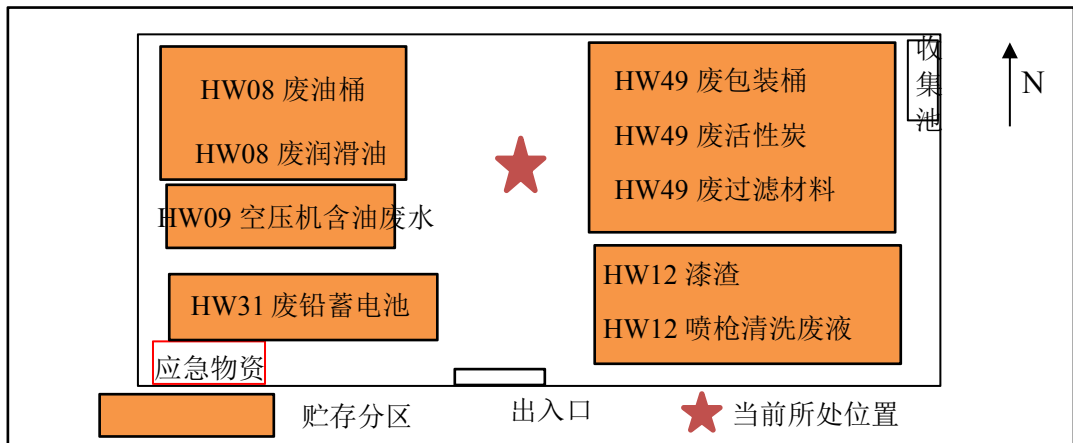 HW08 废油桶
HW08 废润滑油
HW09 空压机含油废水
HW31 废铅蓄电池
应急物资
HW49 废包装桶
HW49 废活性炭
HW49 废过滤材料
HW12 漆渣
HW12 喷枪清洗废液
收集池
N
贮存分区
出入口
当前所处位置